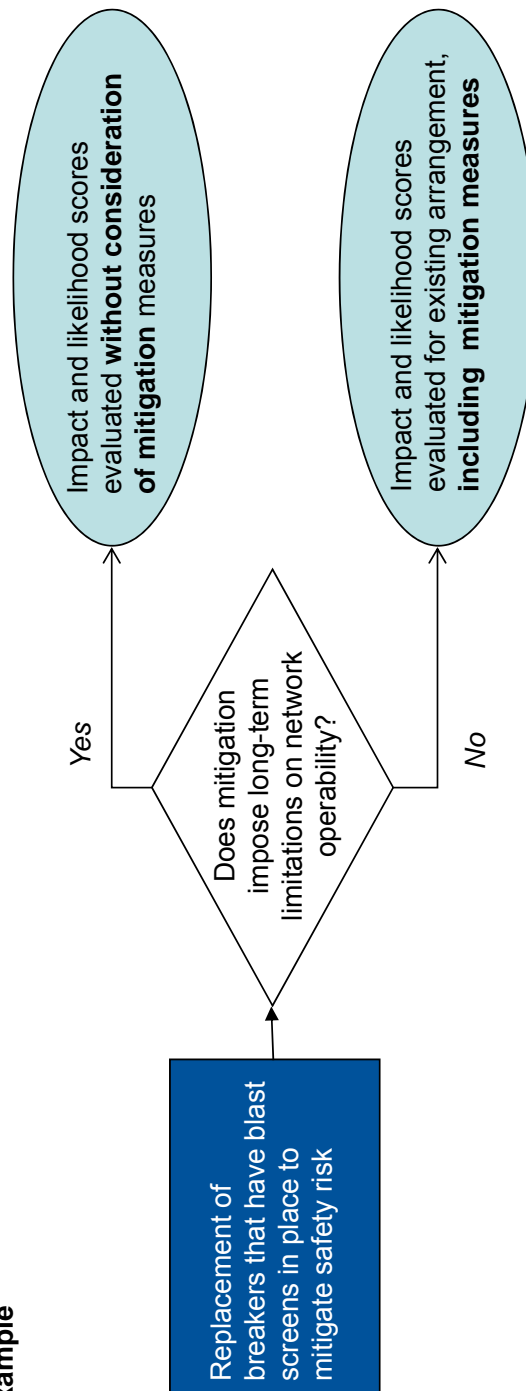 xample
Replacement of
breakers that have blast
screens in place to
mitigate safety risk
Does mitigation
impose long-term
limitations on network
operability?
Yes
Impact and likelihood scores
evaluated without consideration
of mitigation measures
No
Impact and likelihood scores
evaluated for existing arrangement,
including mitigation measures